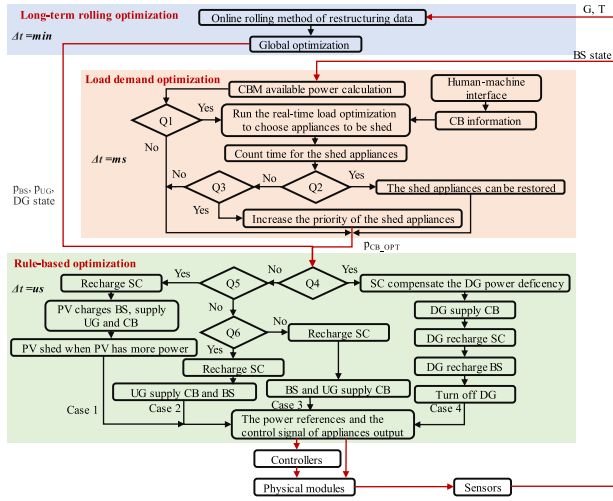 Long-term rolling optimization
Online rolling method of restructuring data
G, T
Δt =min
Global optimization
BS state
Load demand optimization
CBM available power calculation
Human-machine
interface
Q1
Yes
Run the real-time load optimization
to choose appliances to be shed
CB information
No
Count time for the shed appliances
Δt =ms
No
Q3
No
Q2
Yes
The shed appliances can be restored
pBS, pUG,
DG state
Yes
Increase the priority of the shed appliances
pCB_OPT
Rule-based optimization
Recharge SC
Yes
Q5
No
Q4
Yes
SC compensate the DG power deficency
Δt =us
PV charges BS, supply
UG and CB
No
DG supply CB
Q6
No
Recharge SC
DG recharge SC
PV shed when PV has more power
Yes
Recharge SC
DG recharge BS
UG supply CB and BS
BS and UG supply CB
Turn off DG
Case 1
Case 2
Case 3
Case 4
The power references and the
control signal of appliances output
Controllers
Physical modules
Sensors